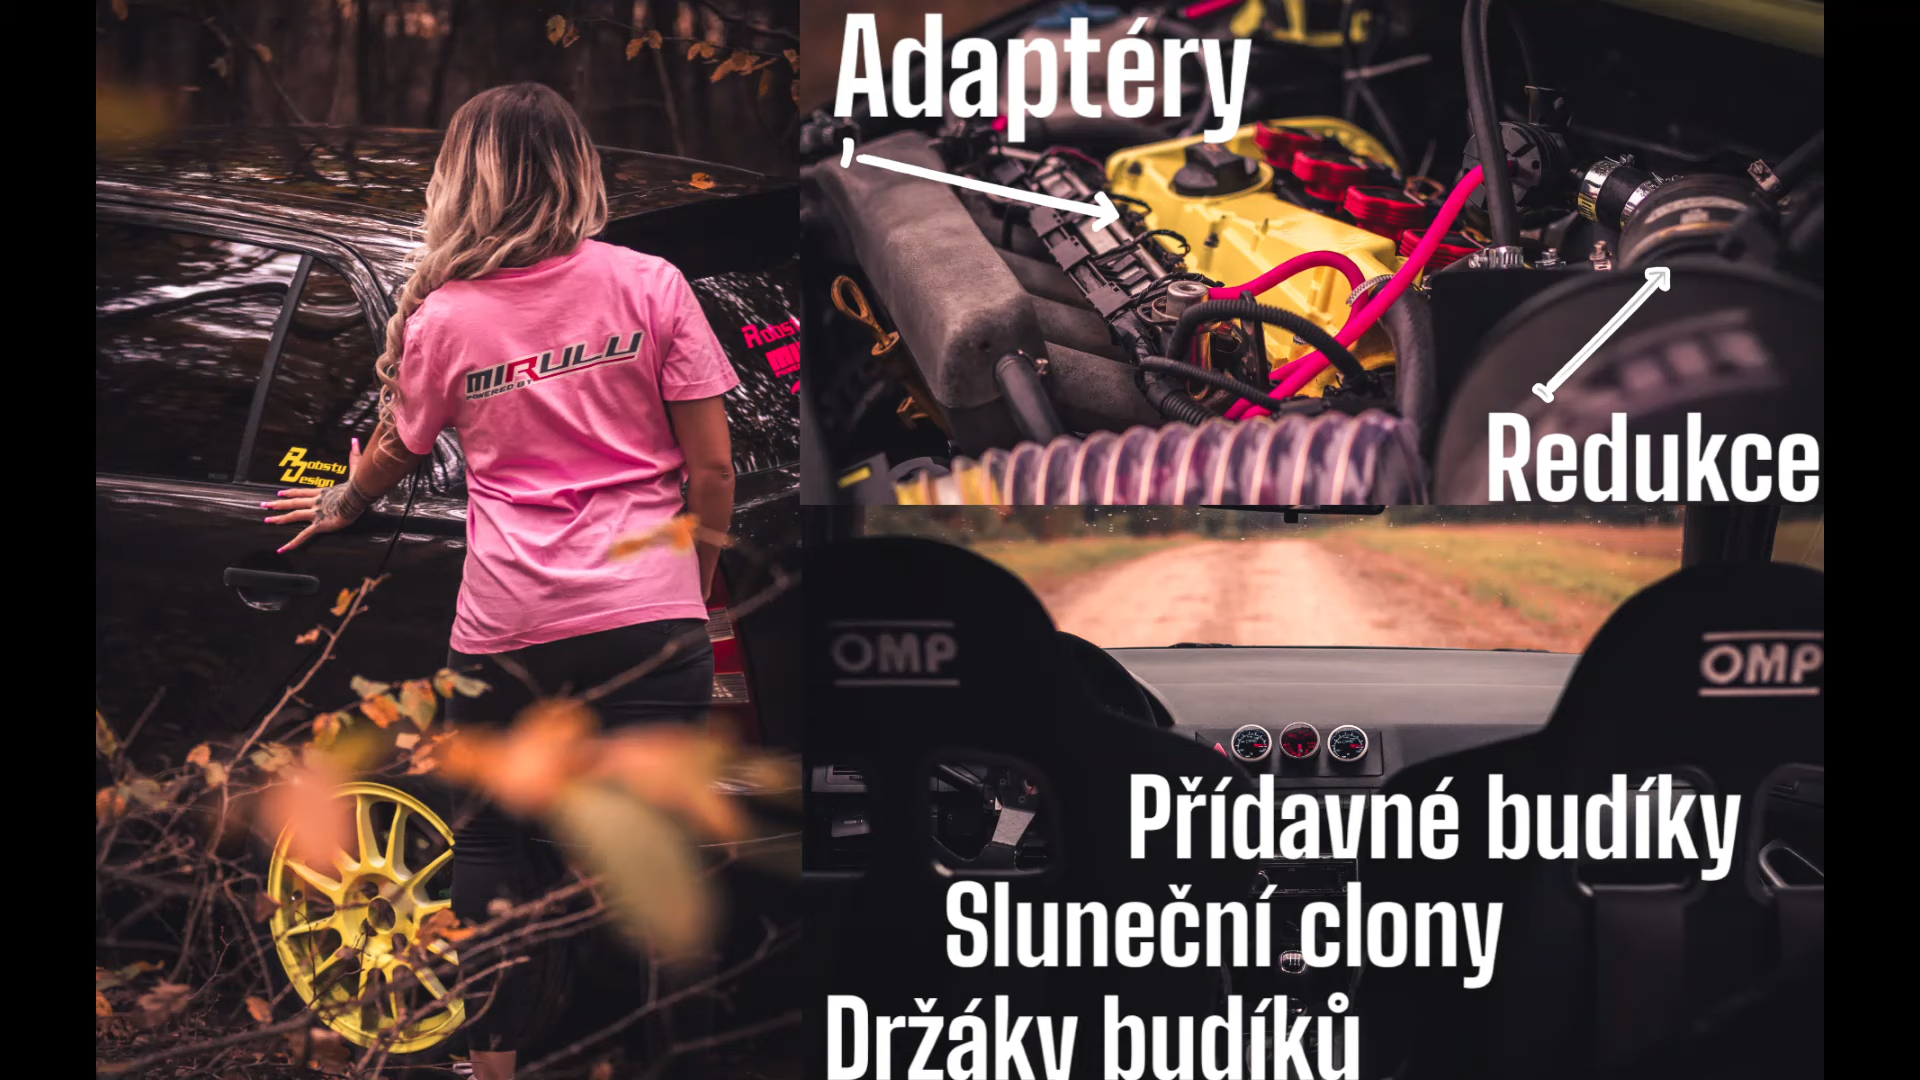 MIRULU
POWERED BY
Robsty
Design
Adaptéry
Redukce
OMP
OMP
Přídavné budíky
Sluneční clony
Držáky budíků